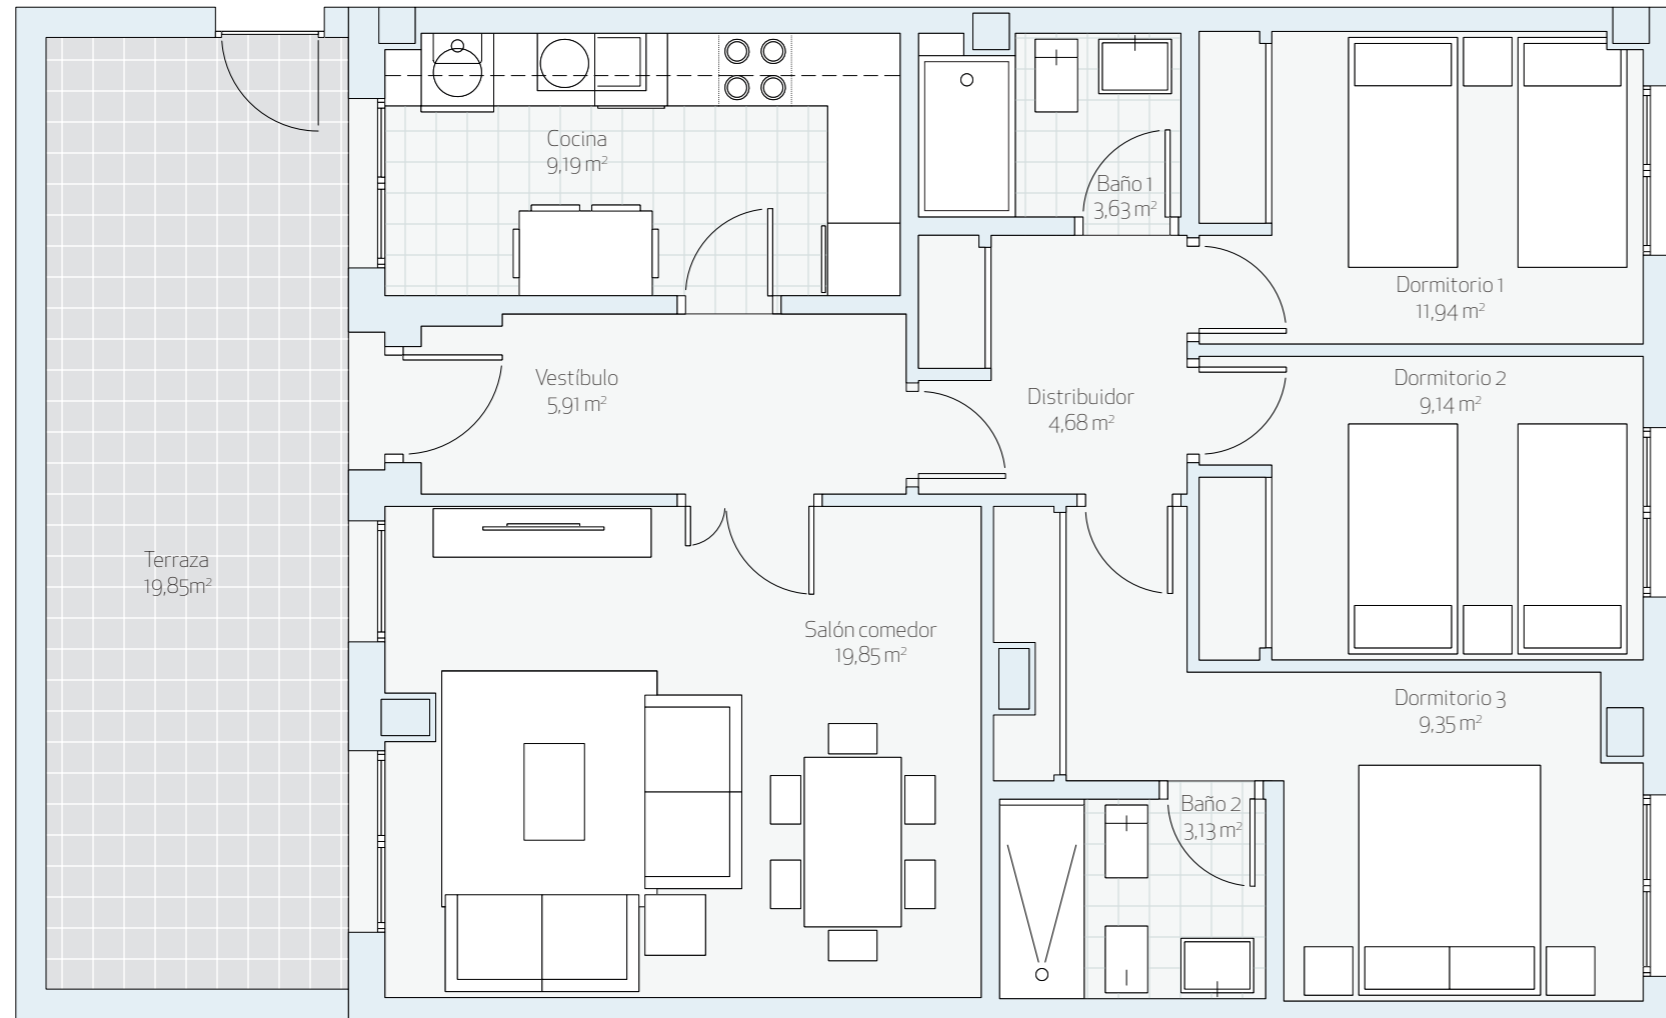 Cocina
9,19 m²
Baño 1
3,63 m²
Dormitorio 1
11,94 m²
Vestíbulo
5,91 m²
Distribuidor
4,68 m²
Dormitorio 2
9,14 m²
Terraza
19,85m²
Salón comedor
19,85 m²
Dormitorio 3
9,35 m²
Baño 2
3,13 m²